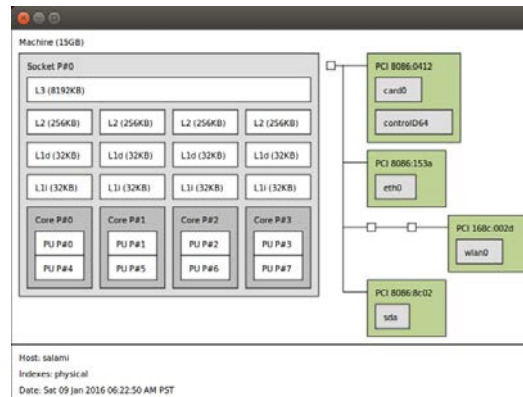 Machine (15GB)
Socket P#0
L3 (8192KB)
L2 (256KB) L2 (256KB) L2 (256KB) L2 (256KB)
L1d (32KB) L1d (32KB) L1d (32KB) L1d (32KB)
L1i (32KB) L1i (32KB) L1i (32KB) L1i (32KB)
Core P#0 Core P#1 Core P#2 Core P#3
PU P#0 PU P#1 PU P#2 PU P#3
PU P#4 PU P#5 PU P#6 PU P#7
PCI 8086:0412
card0
controlD64
PCI 8086:153a
eth0
PCI 168c:002d
wlan0
PCI 8086:8c02
sda
Host: salami
Indexes: physical
Date: Sat 09 Jan 2016 06:22:50 AM PST